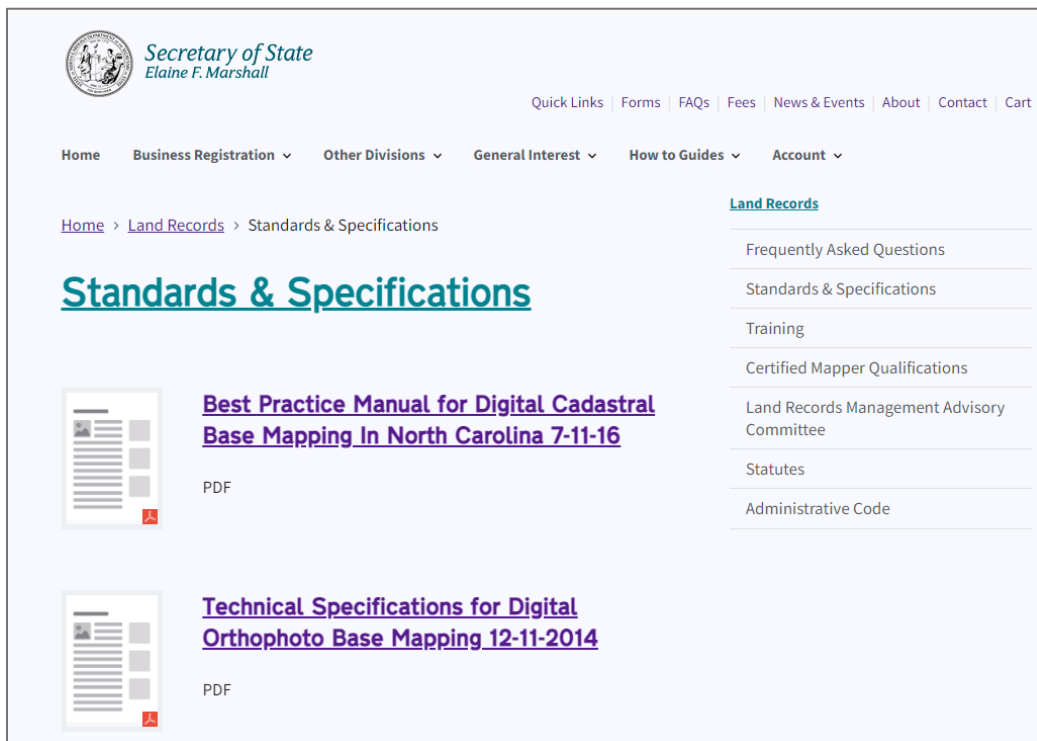 Secretary of State
Elaine F. Marshall
Quick Links | Forms | FAQs | Fees | News & Events | About | Contact | Cart
Home Business Registration Other Divisions General Interest How to Guides Account
Home > Land Records > Standards & Specifications
Standards & Specifications
Best Practice Manual for Digital Cadastral
Base Mapping In North Carolina 7-11-16
PDF
Technical Specifications for Digital
Orthophoto Base Mapping 12-11-2014
PDF
Land Records
Frequently Asked Questions
Standards & Specifications
Training
Certified Mapper Qualifications
Land Records Management Advisory
Committee
Statutes
Administrative Code